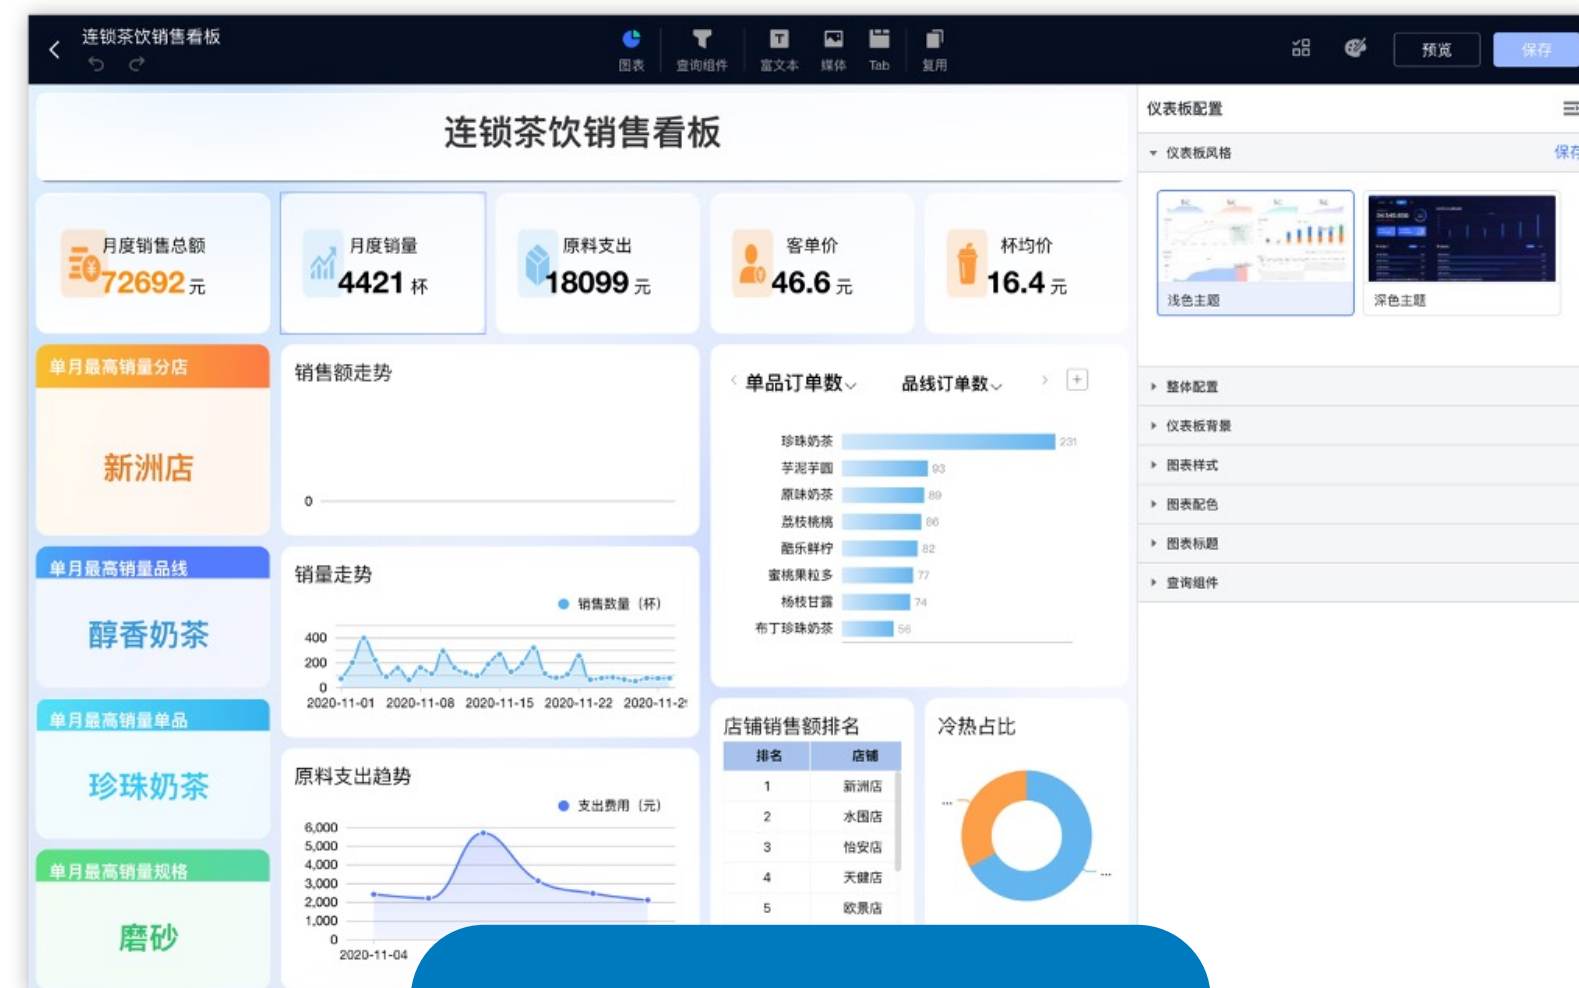 连锁茶饮销售看板
图表
查询组件
富文本
媒体
Tab
复用
预览
保存
连锁茶饮销售看板
月度销售总额
72692 元
月度销量
4421 杯
原料支出
18099 元
客单价
46.6 元
杯均价
16.4 元
单月最高销量分店
新洲店
单月最高销量品线
醇香奶茶
单月最高销量单品
珍珠奶茶
单月最高销量规格
磨砂
销售额走势
0
销量走势
销售数量（杯）
400
200
0
2020-11-01 2020-11-08 2020-11-15 2020-11-22 2020-11-2
原料支出趋势
支出费用（元）
6,000
5,000
4,000
3,000
2,000
1,000
0
2020-11-04
单品订单数 品线订单数
珍珠奶茶 231
芋泥芋圆 93
原味奶茶 89
荔枝桃桃 86
酷乐鲜柠 82
蜜桃果粒多 77
杨枝甘露 74
布丁珍珠奶茶 56
店铺销售额排名
排名 店铺
1 新洲店
2 水围店
3 怡安店
4 天健店
5 欧景店
冷热占比
...
...
仪表板配置
仪表板风格 保存
浅色主题
深色主题
整体配置
仪表板背景
图表样式
图表配色
图表标题
查询组件